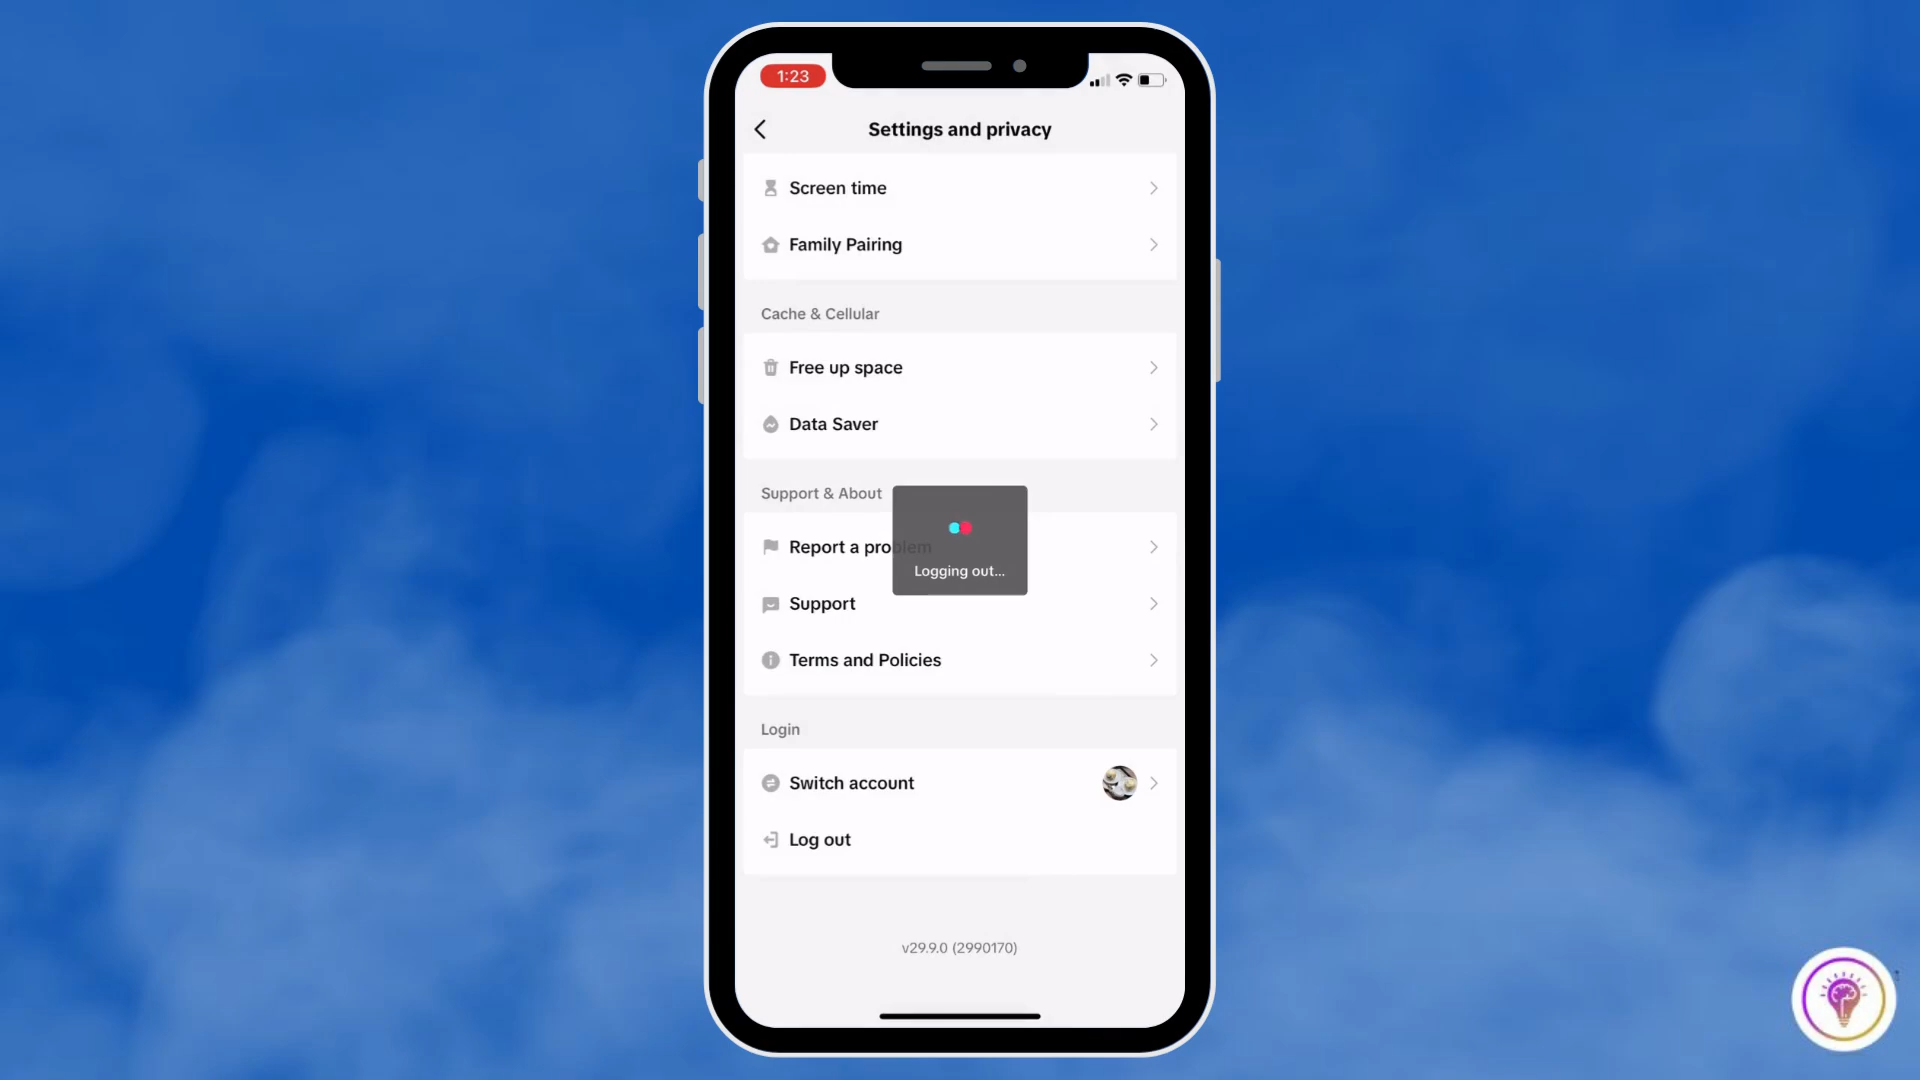 1:23
Settings and privacy
Screen time
Family Pairing
Cache & Cellular
Free up space
Data Saver
Support & About
Report a problem
Logging out...
Support
Terms and Policies
Login
Switch account
Log out
v29.9.0 (2990170)